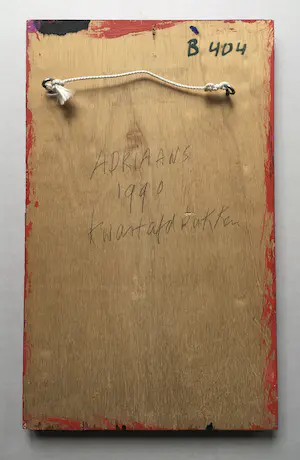 B 404
ADRIAANS
1990
Kwastafdrukken